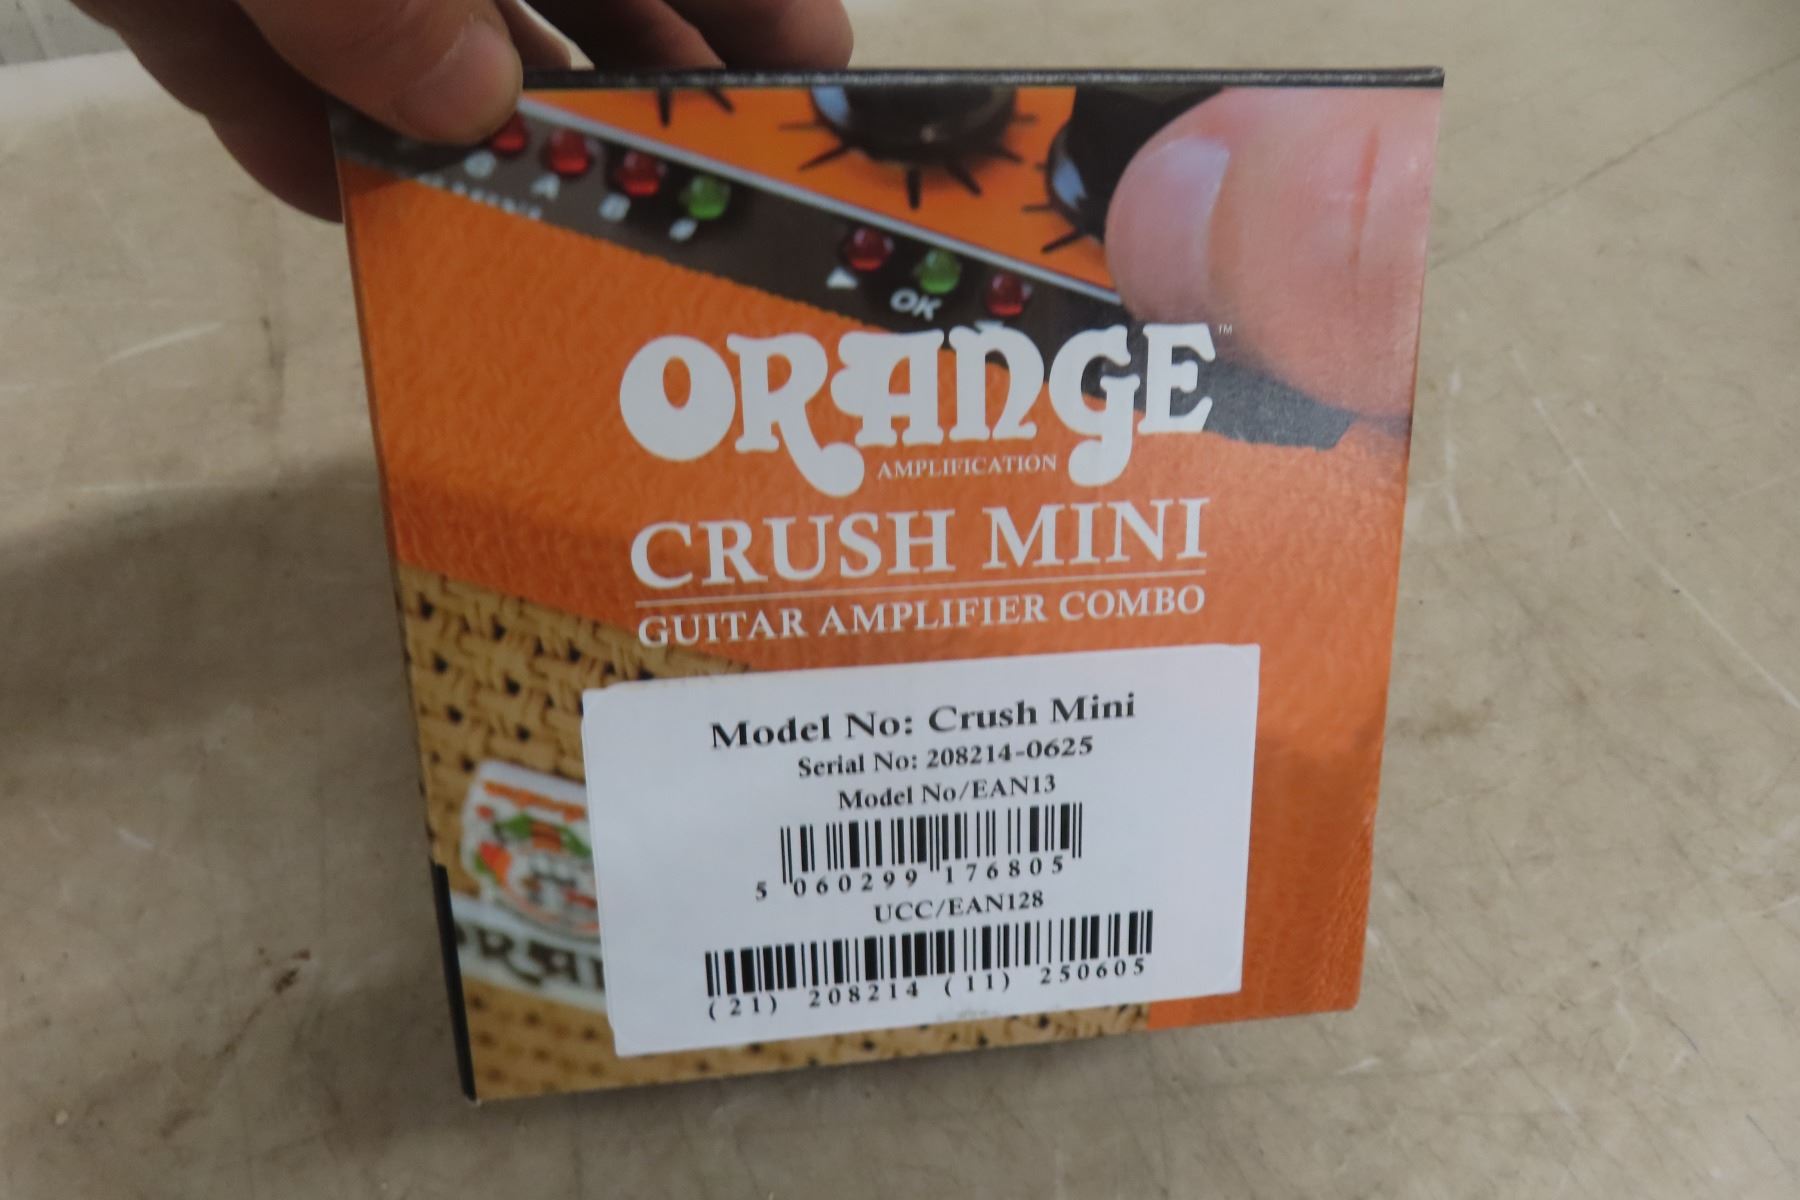 G A B
OK
ORANGE™
AMPLIFICATION
CRUSH MINI
GUITAR AMPLIFIER COMBO
Model No: Crush Mini
Serial No: 208214-0625
Model No/EAN13
5 060299 176805
UCC/EAN128
(21) 208214 (11) 250605